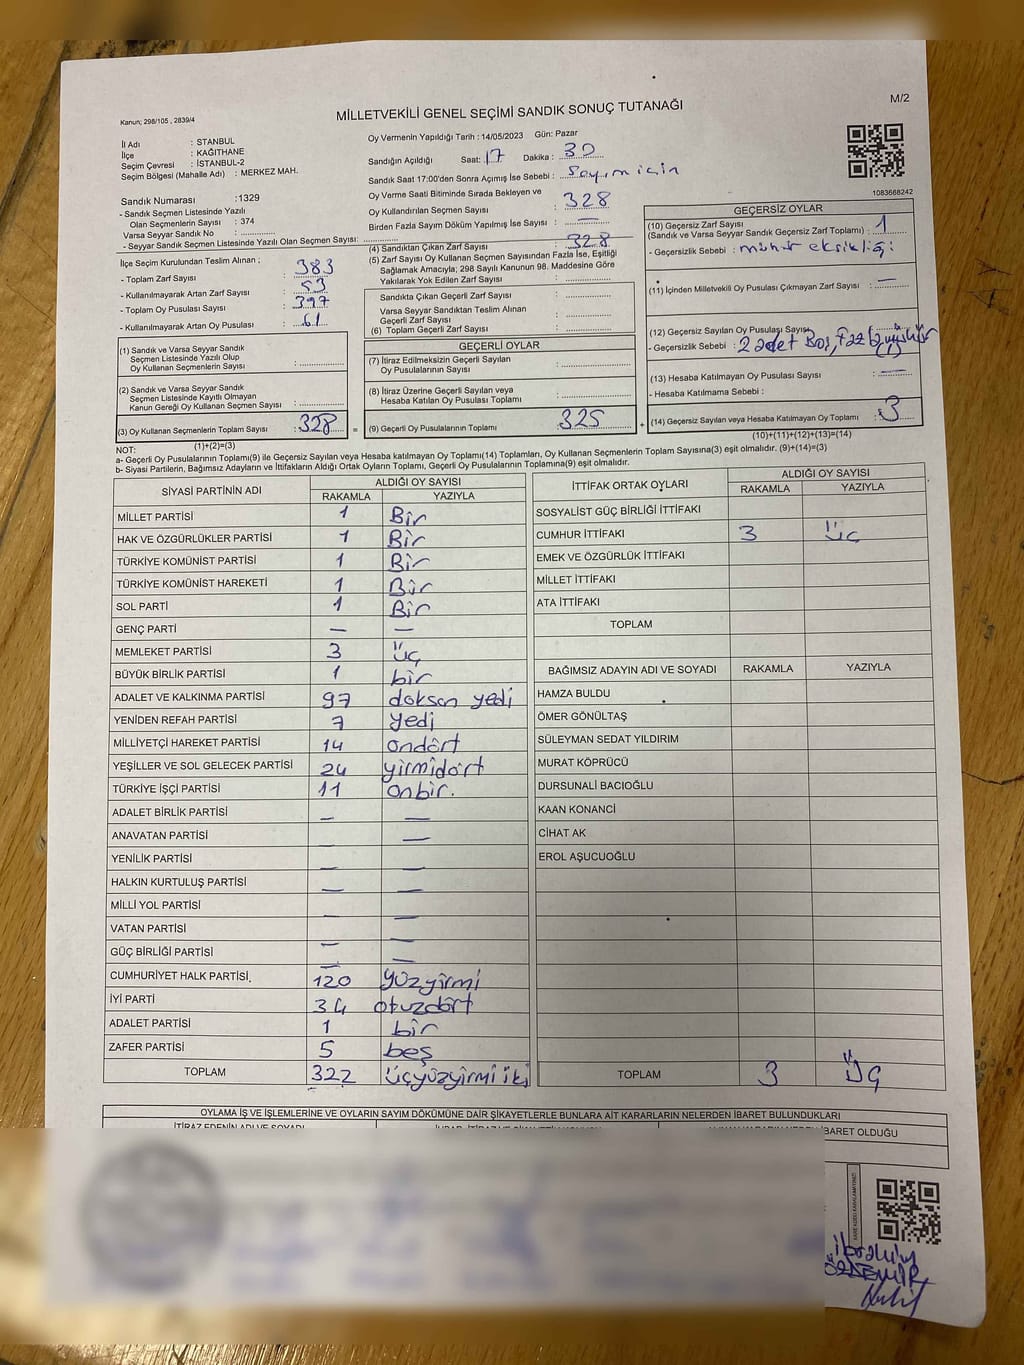 M/2
MİLLETVEKİLİ GENEL SEÇİMİ SANDIK SONUÇ TUTANAĞI
Kanun; 298/105 , 2839/4
İl Adı : STANBUL
İlçe : KAĞITHANE
Seçim Çevresi : İSTANBUL-2
Seçim Bölgesi (Mahalle Adı) : MERKEZ MAH.
Oy Vermenin Yapıldığı Tarih : 14/05/2023 Gün: Pazar
Sandığın Açıldığı Saat: 17 Dakika : 30
Sandık Saat 17:00'den Sonra Açımış İse Sebebi : Sayım için
Oy Verme Saati Bitiminde Sırada Bekleyen ve
Oy Kullandırılan Seçmen Sayısı : 328
Birden Fazla Sayım Döküm Yapılmış İse Sayısı : —
1083668242
Sandık Numarası :1329
- Sandık Seçmen Listesinde Yazılı
Olan Seçmenlerin Sayısı : 374
Varsa Seyyar Sandık No :
- Seyyar Sandık Seçmen Listesinde Yazılı Olan Seçmen Sayısı:
İlçe Seçim Kurulundan Teslim Alınan :
- Toplam Zarf Sayısı : 383
- Kullanılmayarak Artan Zarf Sayısı : 53
- Toplam Oy Pusulası Sayısı : 397
- Kullanılmayarak Artan Oy Pusulası : 61
(4) Sandıktan Çıkan Zarf Sayısı : 328
(5) Zarf Sayısı Oy Kullanan Seçmen Sayısından Fazla İse, Eşitliği
Sağlamak Amacıyla; 298 Sayılı Kanunun 98. Maddesine Göre
Yakılarak Yok Edilen Zarf Sayısı :
Sandıkta Çıkan Geçerli Zarf Sayısı :
Varsa Seyyar Sandıktan Teslim Alınan
Geçerli Zarf Sayısı :
(6) Toplam Geçerli Zarf Sayısı :
GEÇERSİZ OYLAR
(10) Geçersiz Zarf Sayısı 1
(Sandık ve Varsa Seyyar Sandık Geçersiz Zarf Toplamı) :
- Geçersizlik Sebebi : mühür eksikliği
(11) İçinden Milletvekili Oy Pusulası Çıkmayan Zarf Sayısı : —
(12) Geçersiz Sayılan Oy Pusulası Sayısı
- Geçersizlik Sebebi : 2 adet Boş,
(13) Hesaba Katılmayan Oy Pusulası Sayısı : —
- Hesaba Katılmama Sebebi :
(14) Geçersiz Sayılan veya Hesaba Katılmayan Oy Toplamı : 3
(10)+(11)+(12)+(13)=(14)
(1) Sandık ve Varsa Seyyar Sandık
Seçmen Listesinde Yazılı Olup
Oy Kullanan Seçmenlerin Sayısı :
(2) Sandık ve Varsa Seyyar Sandık
Seçmen Listesinde Kayıtlı Olmayan
Kanun Gereği Oy Kullanan Seçmen Sayısı :
(3) Oy Kullanan Seçmenlerin Toplam Sayısı : 328 =
(1)+(2)=(3)
GEÇERLİ OYLAR
(7) İtiraz Edilmeksizin Geçerli Sayılan
Oy Pusulalarının Sayısı :
(8) İtiraz Üzerine Geçerli Sayılan veya
Hesaba Katılan Oy Pusulası Toplamı :
(9) Geçerli Oy Pusulalarının Toplamı : 325 +
NOT:
a- Geçerli Oy Pusulalarının Toplamı(9) ile Geçersiz Sayılan veya Hesaba Katılmayan Oy Toplamı(14) Toplamları, Oy Kullanan Seçmenlerin Toplam Sayısına(3) eşit olmalıdır. (9)+(14)=(3)
b- Siyasi Partilerin, Bağımsız Adayların ve İttifakların Aldığı Ortak Oyların Toplamı, Geçerli Oy Pusulalarının Toplamına(9) eşit olmalıdır.
SİYASİ PARTİNİN ADI ALDIĞI OY SAYISI
RAKAMLA YAZIYLA
MİLLET PARTİSİ 1 Bir
HAK VE ÖZGÜRLÜKLER PARTİSİ 1 Bir
TÜRKİYE KOMÜNİST PARTİSİ 1 Bir
TÜRKİYE KOMÜNİST HAREKETİ 1 Bir
SOL PARTİ 1 Bir
GENÇ PARTİ — —
MEMLEKET PARTİSİ 3 üç
BÜYÜK BİRLİK PARTİSİ 1 bir
ADALET VE KALKINMA PARTİSİ 97 doksan yedi
YENİDEN REFAH PARTİSİ 7 yedi
MİLLİYETÇİ HAREKET PARTİSİ 14 ondört
YEŞİLLER VE SOL GELECEK PARTİSİ 24 yirmidört
TÜRKİYE İŞÇİ PARTİSİ 11 onbir.
ADALET BİRLİK PARTİSİ — —
ANAVATAN PARTİSİ —
YENİLİK PARTİSİ — —
HALKIN KURTULUŞ PARTİSİ — —
MİLLİ YOL PARTİSİ —
VATAN PARTİSİ — —
GÜÇ BİRLİĞİ PARTİSİ — —
CUMHURİYET HALK PARTİSİ 120 yüzyirmi
İYİ PARTİ 34 otuzdört
ADALET PARTİSİ 1 bir
ZAFER PARTİSİ 5 beş
TOPLAM 322 üçyüzyirmi iki
İTTİFAK ORTAK OYLARI ALDIĞI OY SAYISI
RAKAMLA YAZIYLA
SOSYALİST GÜÇ BİRLİĞİ İTTİFAKI
CUMHUR İTTİFAKI 3 üç
EMEK VE ÖZGÜRLÜK İTTİFAKI
MİLLET İTTİFAKI
ATA İTTİFAKI
TOPLAM
BAĞIMSIZ ADAYIN ADI VE SOYADI RAKAMLA YAZIYLA
HAMZA BULDU
ÖMER GÖNÜLTAŞ
SÜLEYMAN SEDAT YILDIRIM
MURAT KÖPRÜCÜ
DURSUNALİ BACIOĞLU
KAAN KONANCİ
CİHAT AK
EROL AŞUCUOĞLU
TOPLAM 3 üç
OYLAMA İŞ VE İŞLEMLERİNE VE OYLARIN SAYIM DÖKÜMÜNE DAİR ŞİKAYETLERLE BUNLARA AİT KARARLARIN NELERDEN İBARET BULUNDUKLARI
İTİRAZ EDENİN ADI VE SOYADI
İBARET OLDUĞU
İbrahim
ÖZDEMİR